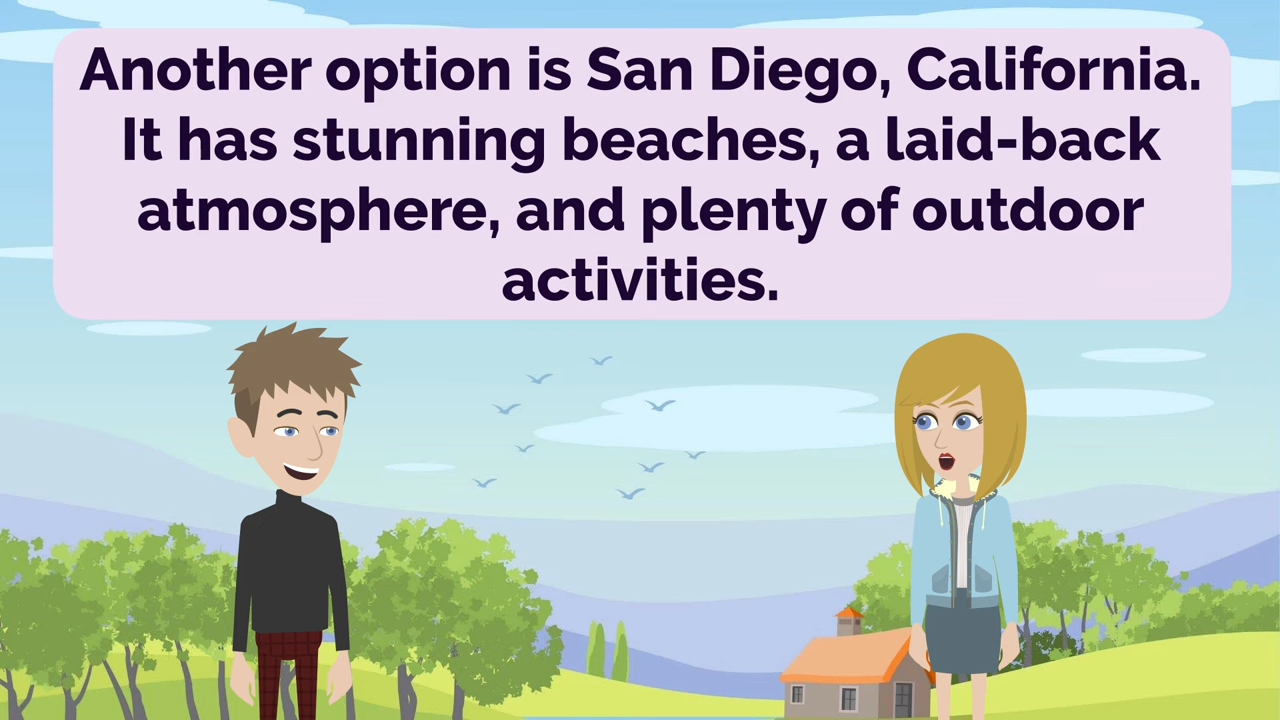 Another option is San Diego, California.
It has stunning beaches, a laid-back
atmosphere, and plenty of outdoor
activities.